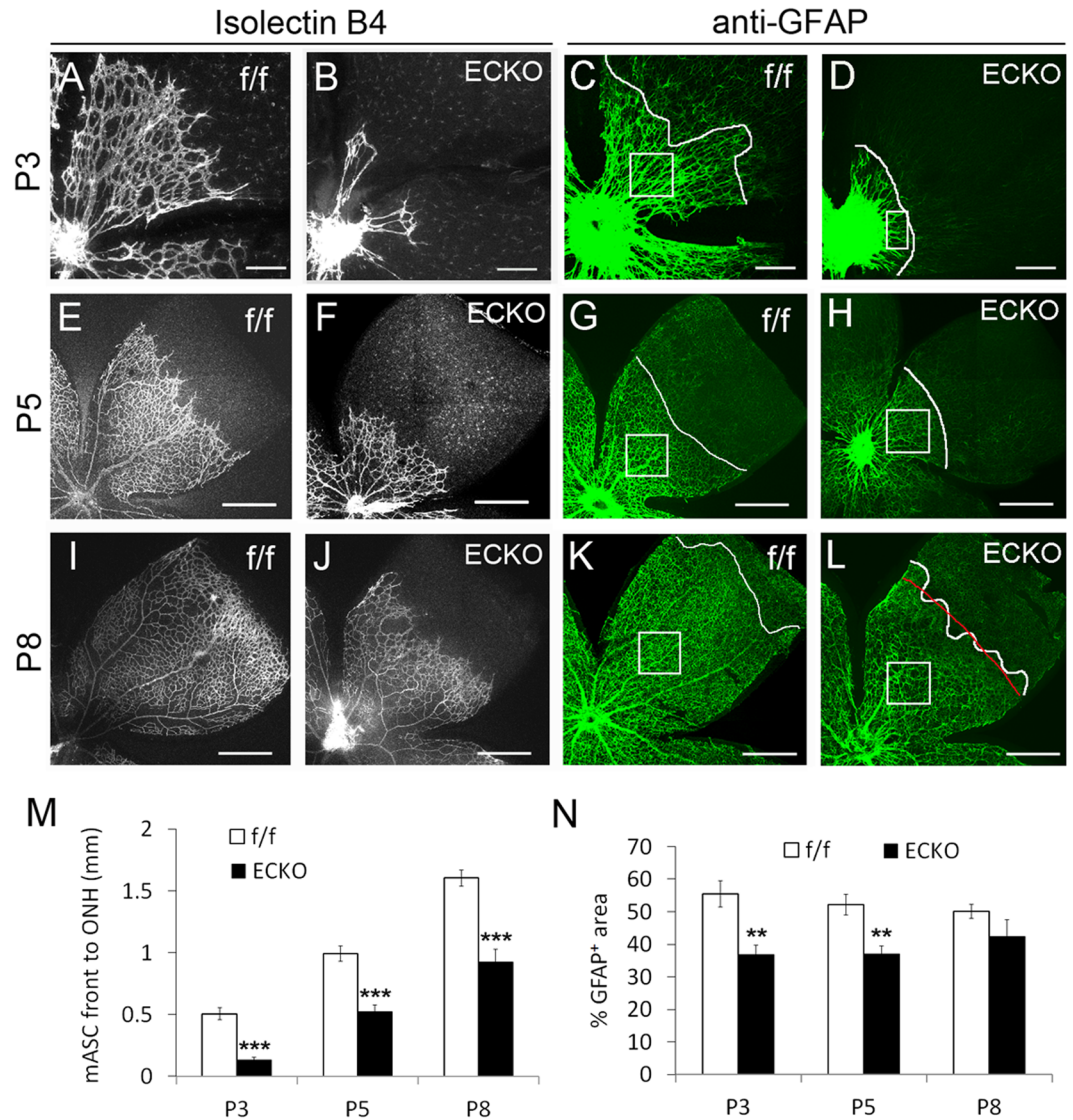 Isolectin B4 anti-GFAP
A f/f B ECKO C f/f D ECKO
P3
E f/f F ECKO G f/f H ECKO
P5
I f/f J ECKO K f/f L ECKO
P8
M
mASC front to ONH (mm)
2
1.5
1
0.5
0
f/f
ECKO
***
***
***
P3 P5 P8
N
% GFAP+ area
70
60
50
40
30
20
10
0
f/f ECKO
** **
P3 P5 P8